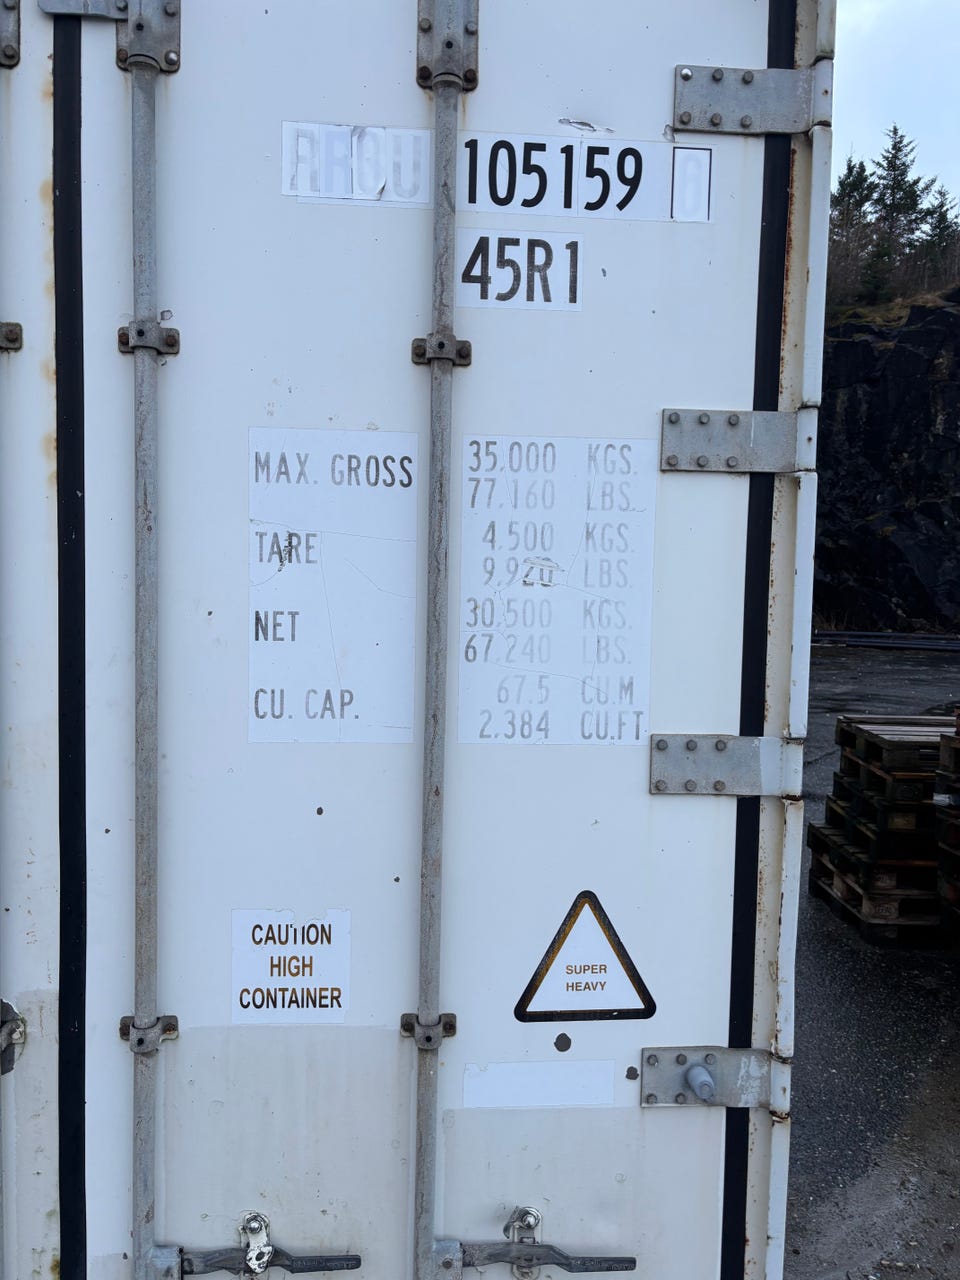 105159
45R1
MAX. GROSS 35.000 KGS.
77.160 LBS.
TARE 4.500 KGS.
9.920 LBS.
NET 30.500 KGS.
67.240 LBS.
CU. CAP. 67.5 CU.M
2.384 CU.FT
CAUTION
HIGH
CONTAINER
SUPER
HEAVY